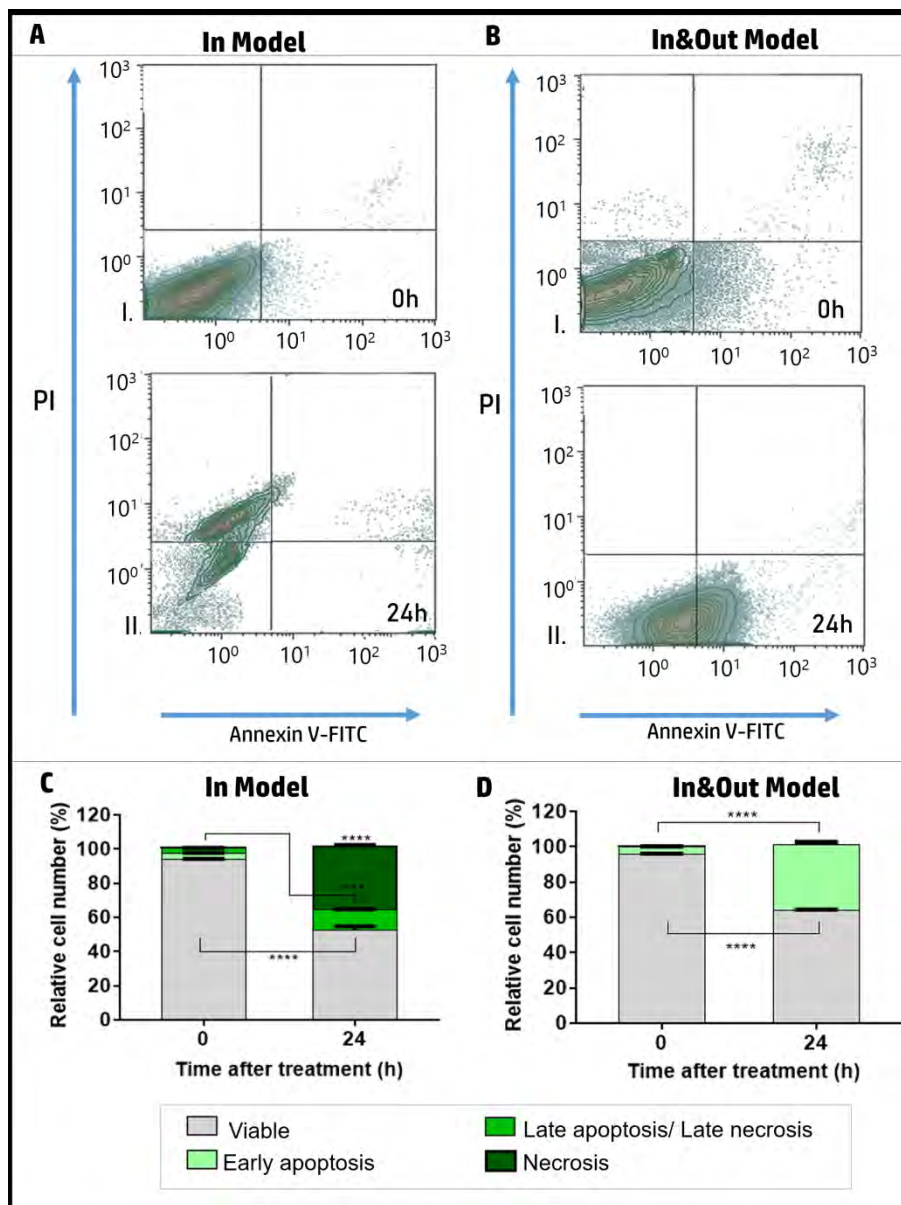 A
In Model
B
In&Out Model
10³
10²
10¹
10⁰
I.
0h
10⁰ 10¹ 10² 10³
10³
10²
10¹
10⁰
I.
0h
10⁰ 10¹ 10² 10³
PI
10³
10²
10¹
10⁰
II.
24h
10⁰ 10¹ 10² 10³
PI
10³
10²
10¹
10⁰
II.
24h
10⁰ 10¹ 10² 10³
Annexin V-FITC
Annexin V-FITC
C
In Model
Relative cell number (%)
120
100
80
60
40
20
0
****
****
****
0 24
Time after treatment (h)
D
In&Out Model
Relative cell number (%)
120
100
80
60
40
20
0
****
****
0 24
Time after treatment (h)
Viable
Late apoptosis/ Late necrosis
Early apoptosis
Necrosis